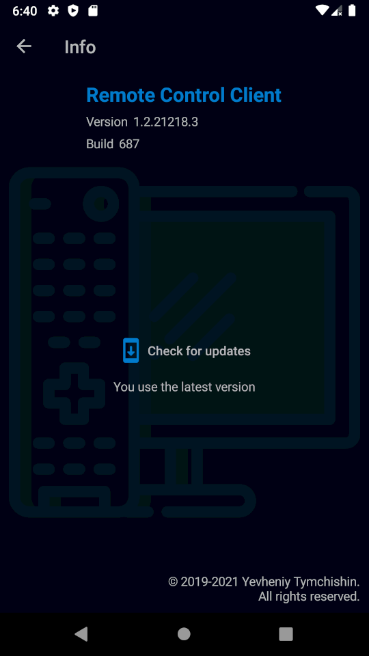 6:40
Info
Remote Control Client
Version 1.2.21218.3
Build 687
Check for updates
You use the latest version
© 2019-2021 Yevheniy Tymchishin.
All rights reserved.